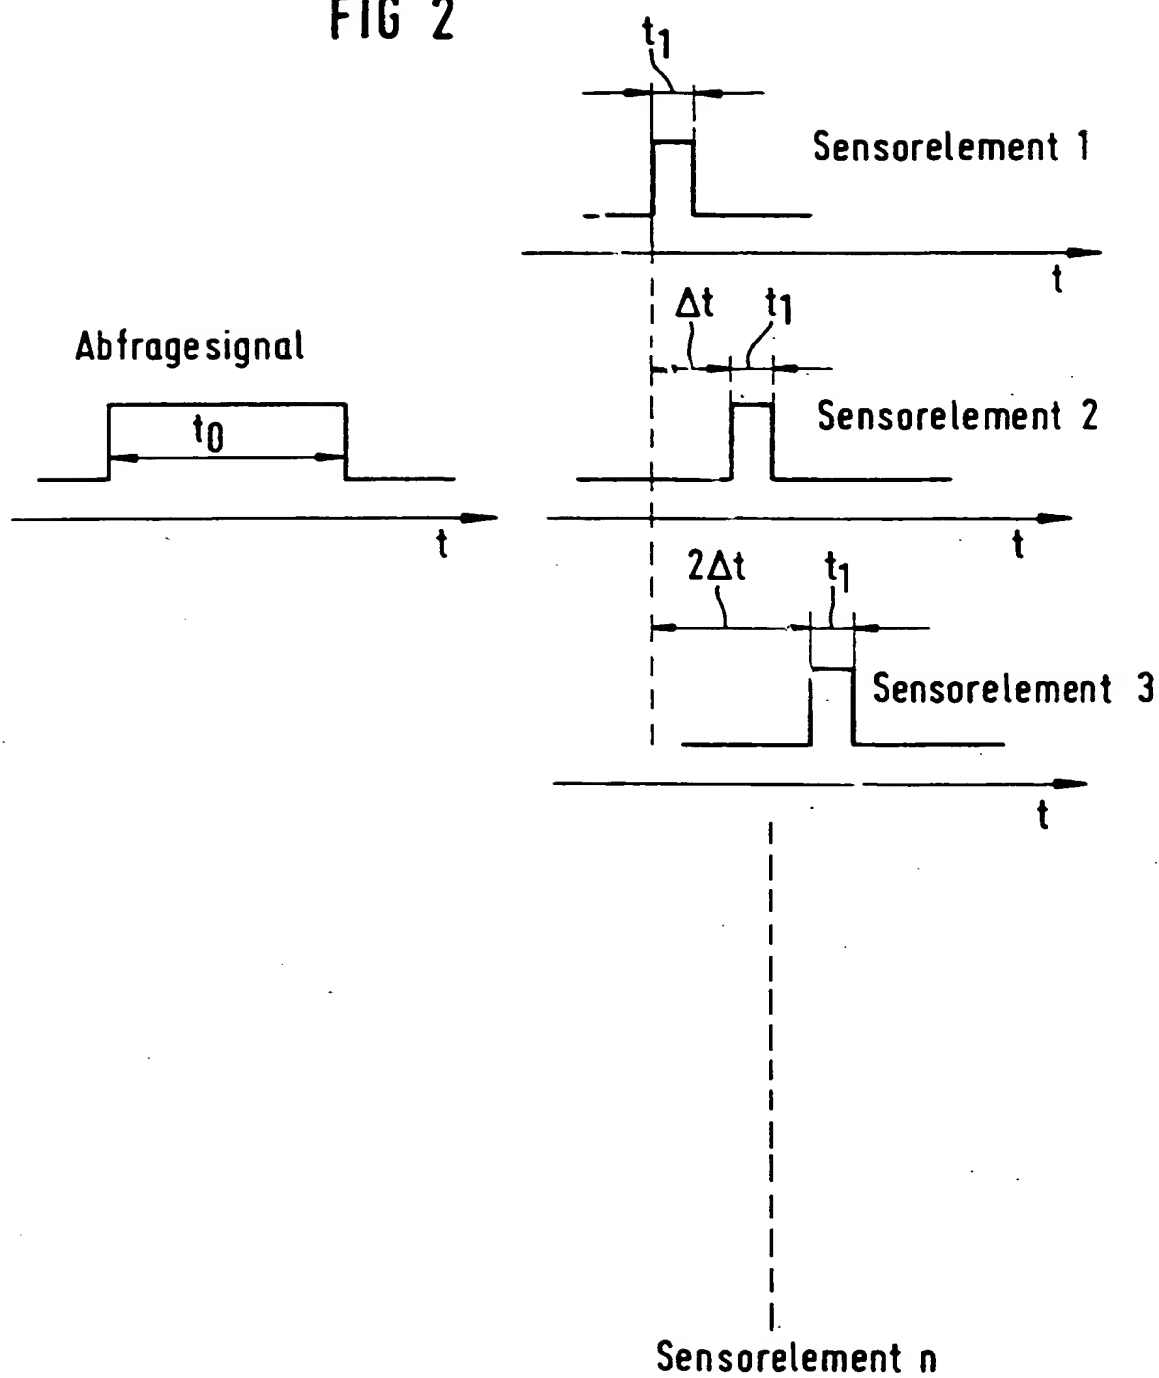 FIG 2
t1
Sensorelement 1
t
Δt
t1
Abfragesignal
Sensorelement 2
t0
t
t
2Δt
t1
Sensorelement 3
t
Sensorelement n